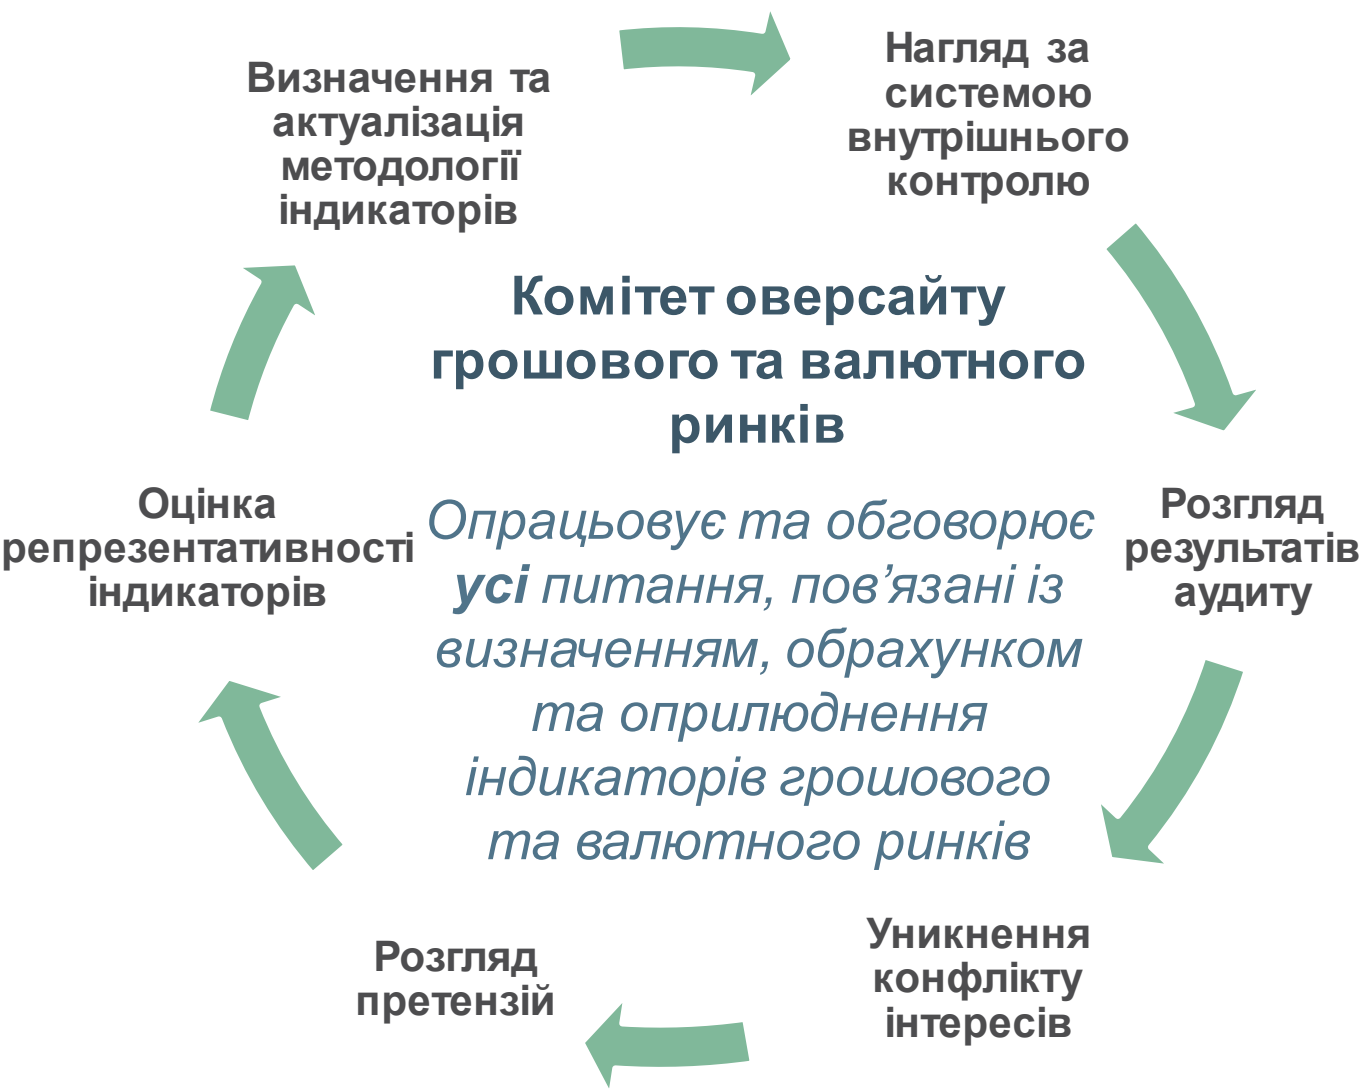 Визначення та
актуалізація
методології
індикаторів
Нагляд за
системою
внутрішнього
контролю
Комітет оверсайту
грошового та валютного
ринків
Оцінка
репрезентативності
індикаторів
Опрацьовує та обговорює
усі питання, пов’язані із
визначенням, обрахунком
та оприлюднення
індикаторів грошового
та валютного ринків
Розгляд
результатів
аудиту
Розгляд
претензій
Уникнення
конфлікту
інтересів